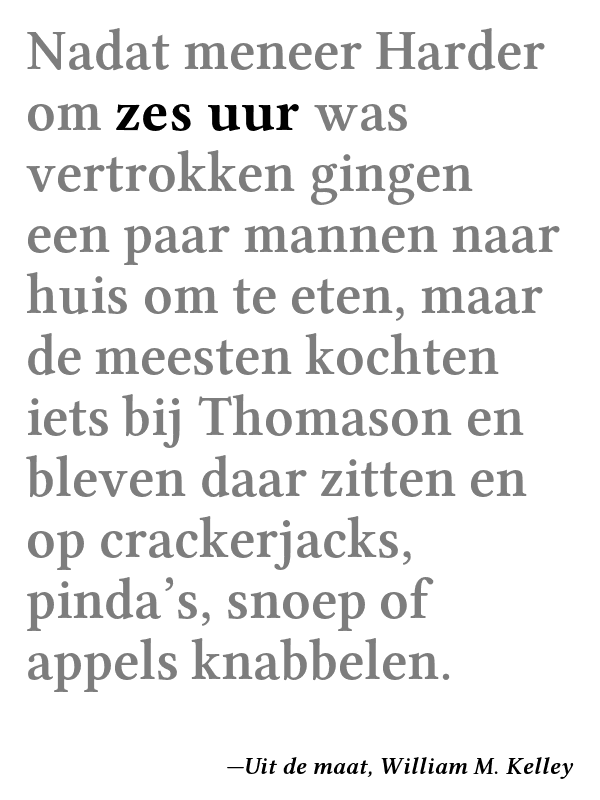 Nadat meneer Harder
om zes uur was
vertrokken gingen
een paar mannen naar
huis om te eten, maar
de meesten kochten
iets bij Thomason en
bleven daar zitten en
op crackerjacks,
pinda’s, snoep of
appels knabbelen.
—Uit de maat, William M. Kelley